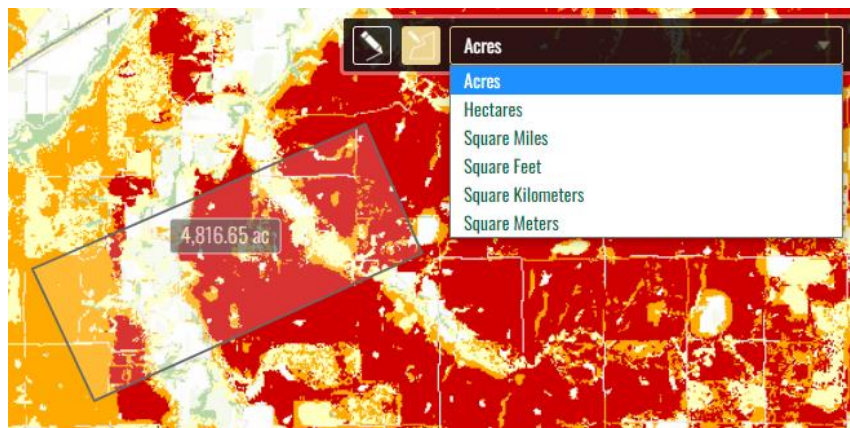 Acres
Acres
Hectares
Square Miles
Square Feet
Square Kilometers
Square Meters
4,816.65 ac